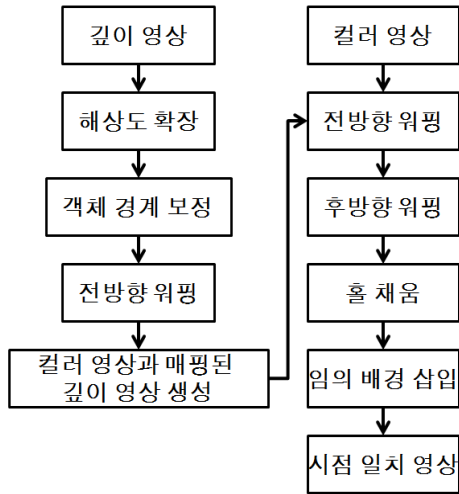 깊이 영상
해상도 확장
객체 경계 보정
전방향 워핑
컬러 영상과 매핑된
깊이 영상 생성
컬러 영상
전방향 워핑
후방향 워핑
홀 채움
임의 배경 삽입
시점 일치 영상